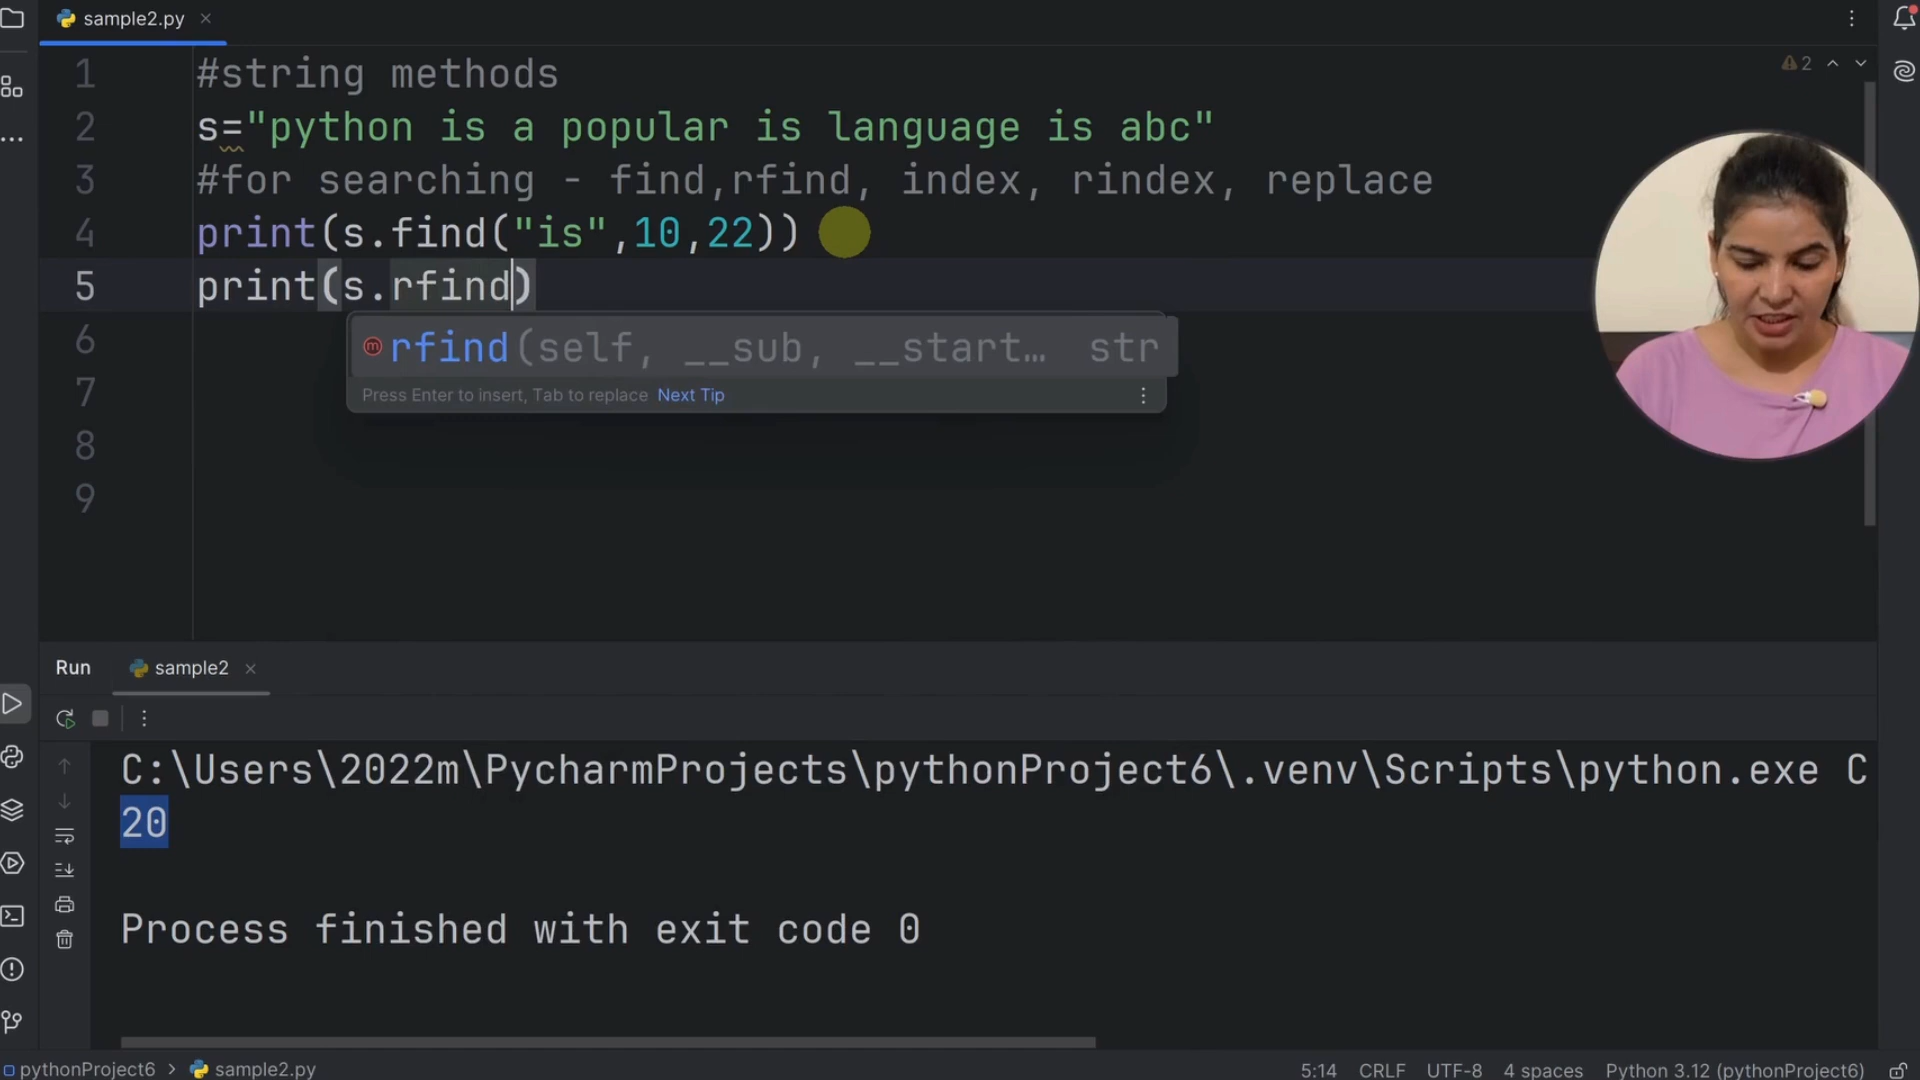 sample2.py
1 #string methods
2 s="python is a popular is language is abc"
3 #for searching - find,rfind, index, rindex, replace
4 print(s.find("is",10,22))
5 print(s.rfind)
6
7
8
9
2
rfind(self, __sub, __start… str
Press Enter to insert, Tab to replace Next Tip
Run sample2
C:\Users\2022m\PycharmProjects\pythonProject6\.venv\Scripts\python.exe C
20
Process finished with exit code 0
pythonProject6 > sample2.py 5:14 CRLF UTF-8 4 spaces Python 3.12 (pythonProject6)